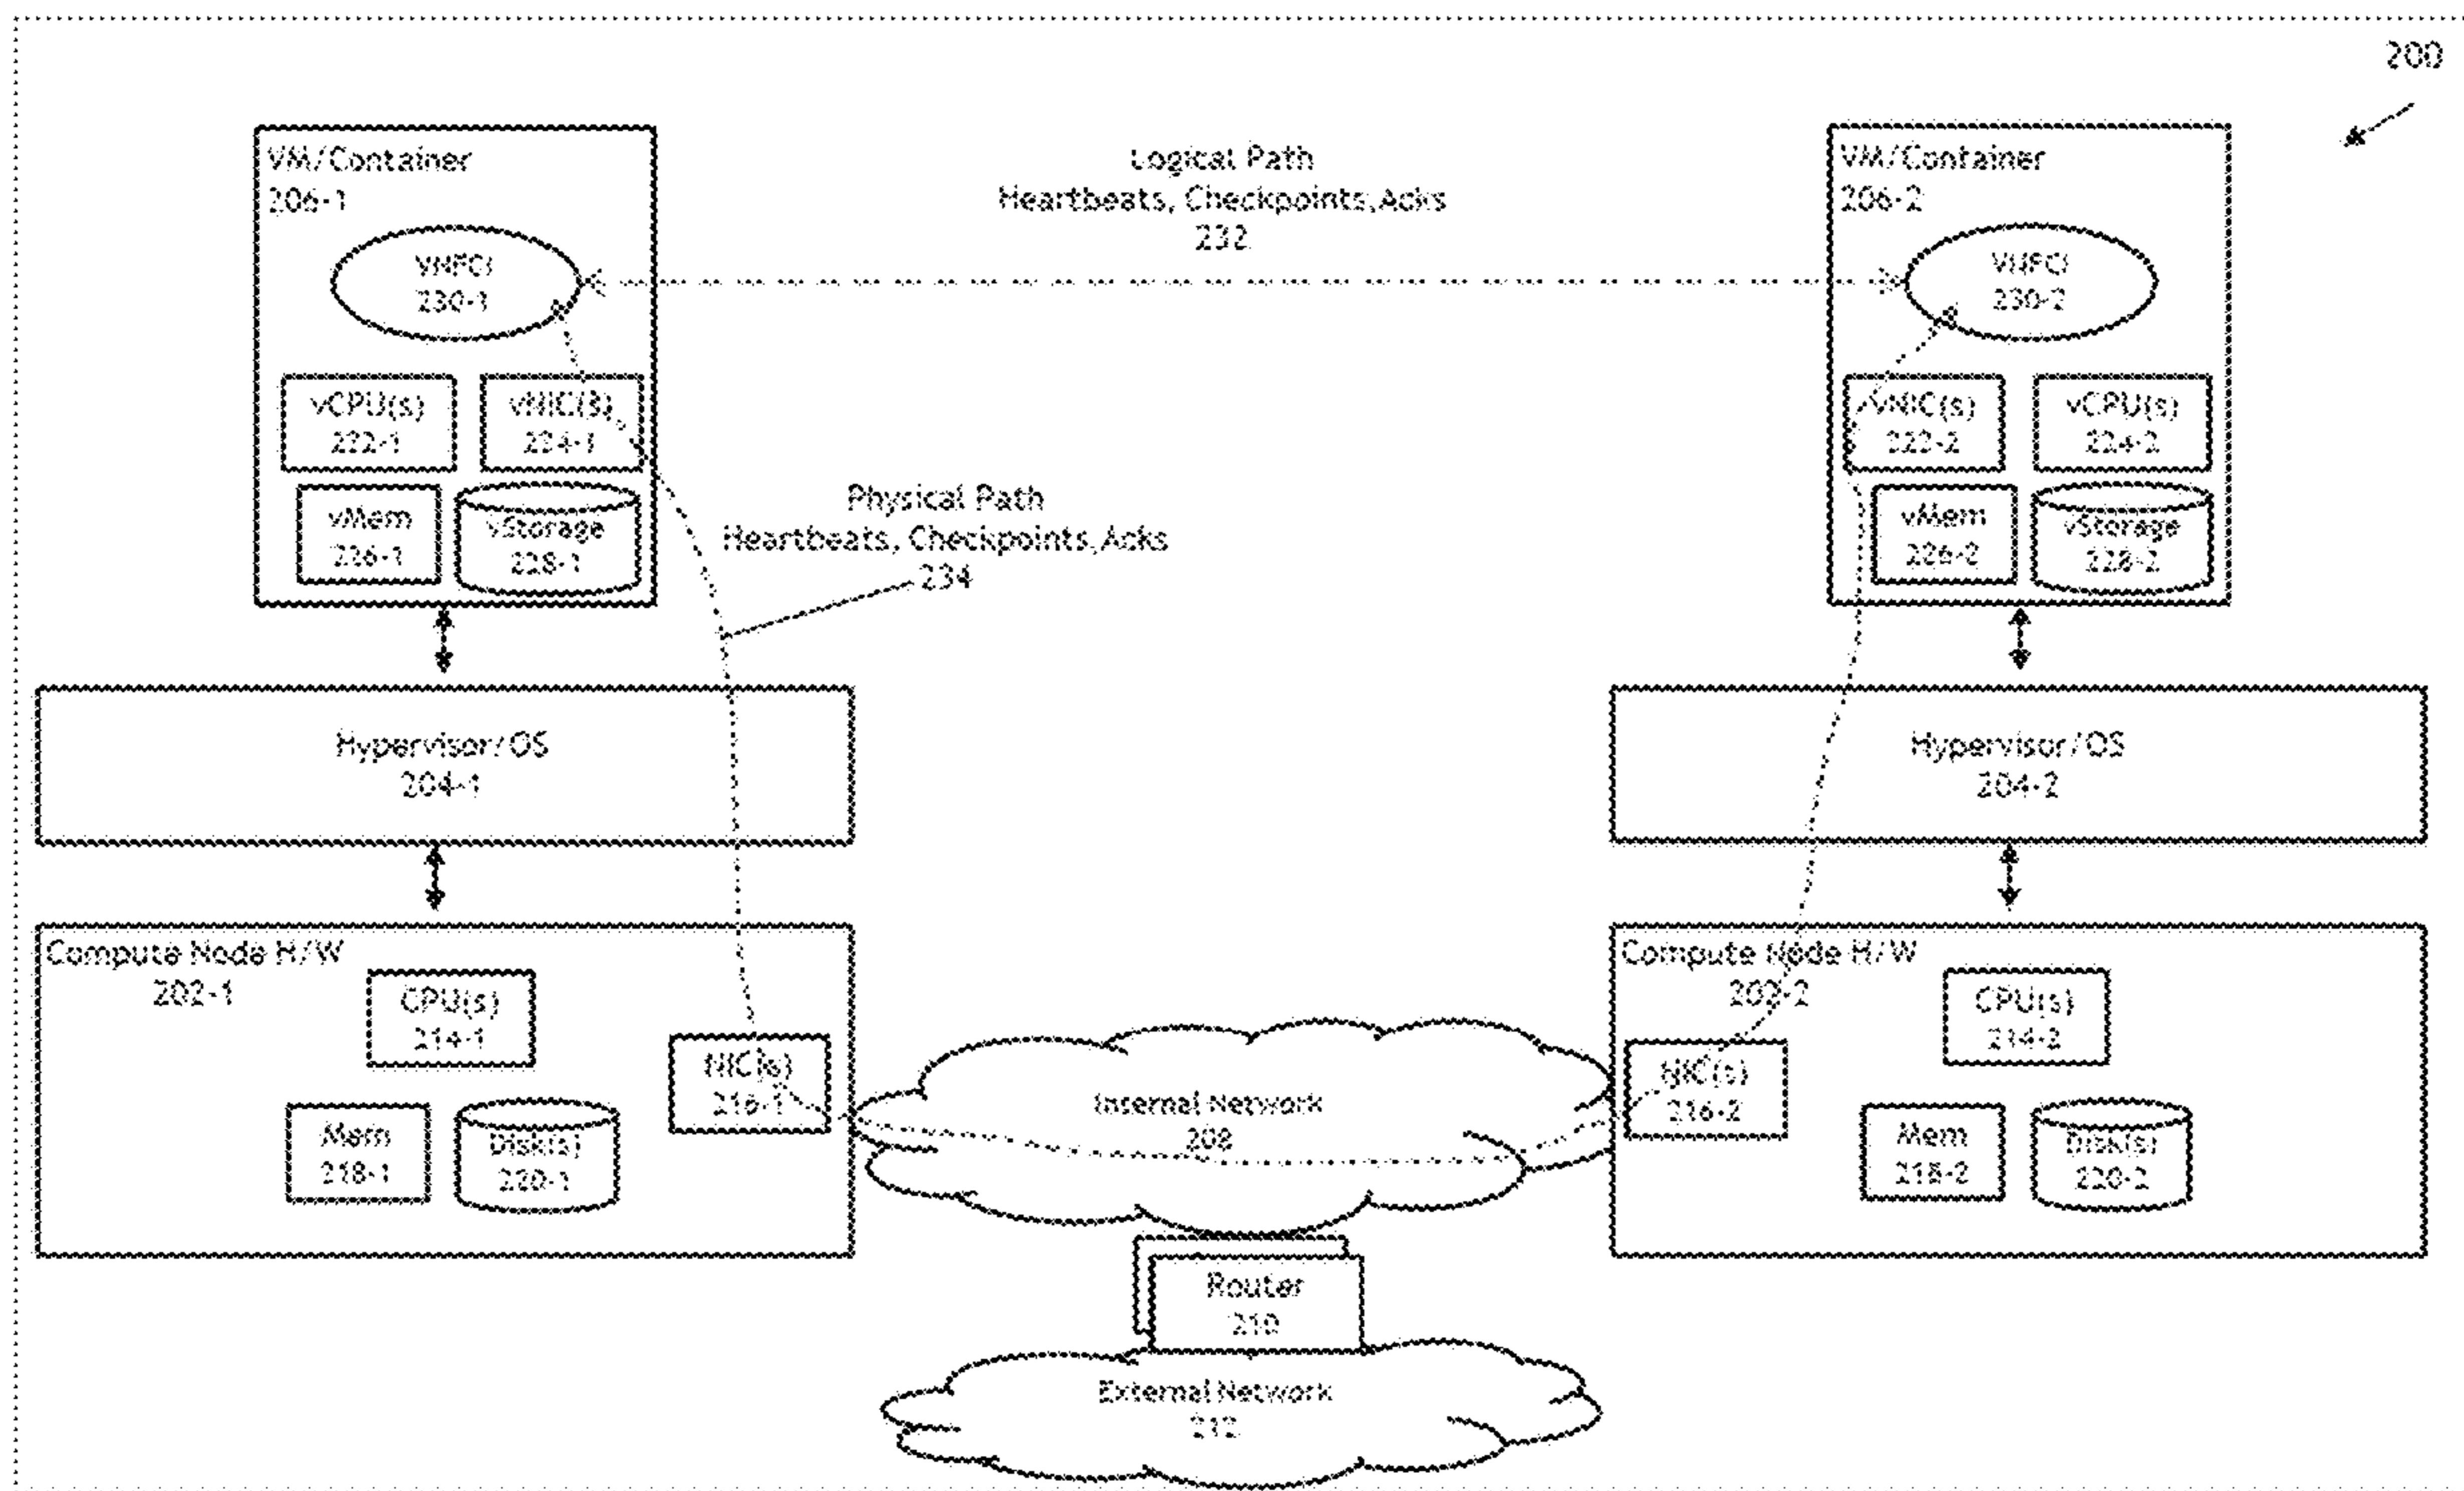 200
VM/Container
206-1
VNFCI
230-1
vCPU(s)
222-1
vNIC(s)
224-1
vMem
226-1
vStorage
228-1
Logical Path
Heartbeats, Checkpoints,Acks
232
VM/Container
206-2
VNFCI
230-2
vNIC(s)
222-2
vCPU(s)
224-2
vMem
226-2
vStorage
228-2
Physical Path
Heartbeats, Checkpoints,Acks
234
Hypervisor/OS
204-1
Hypervisor/OS
204-2
Compute Node H/W
202-1
CPU(s)
214-1
NIC(s)
216-1
Mem
218-1
Disk(s)
220-1
Internal Network
208
Compute Node H/W
202-2
CPU(s)
214-2
NIC(s)
216-2
Mem
218-2
Disk(s)
220-2
Router
210
External Network
212